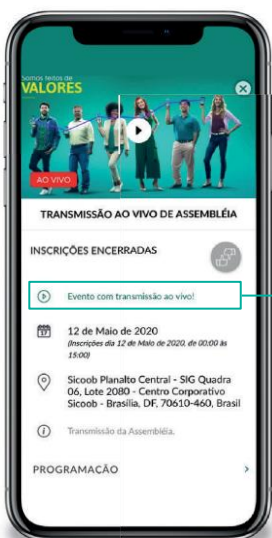 Somos feitos de
VALORES
AO VIVO
TRANSMISSÃO AO VIVO DE ASSEMBLÉIA
INSCRIÇÕES ENCERRADAS
Evento com transmissão ao vivo!
17
12 de Maio de 2020
(Inscrições dia 12 de Maio de 2020, de 00:00 às
15:00)
Sicoob Planalto Central - SIG Quadra
06, Lote 2080 - Centro Corporativo
Sicoob - Brasília, DF, 70610-460, Brasil
Transmissão da Assembléia.
PROGRAMAÇÃO